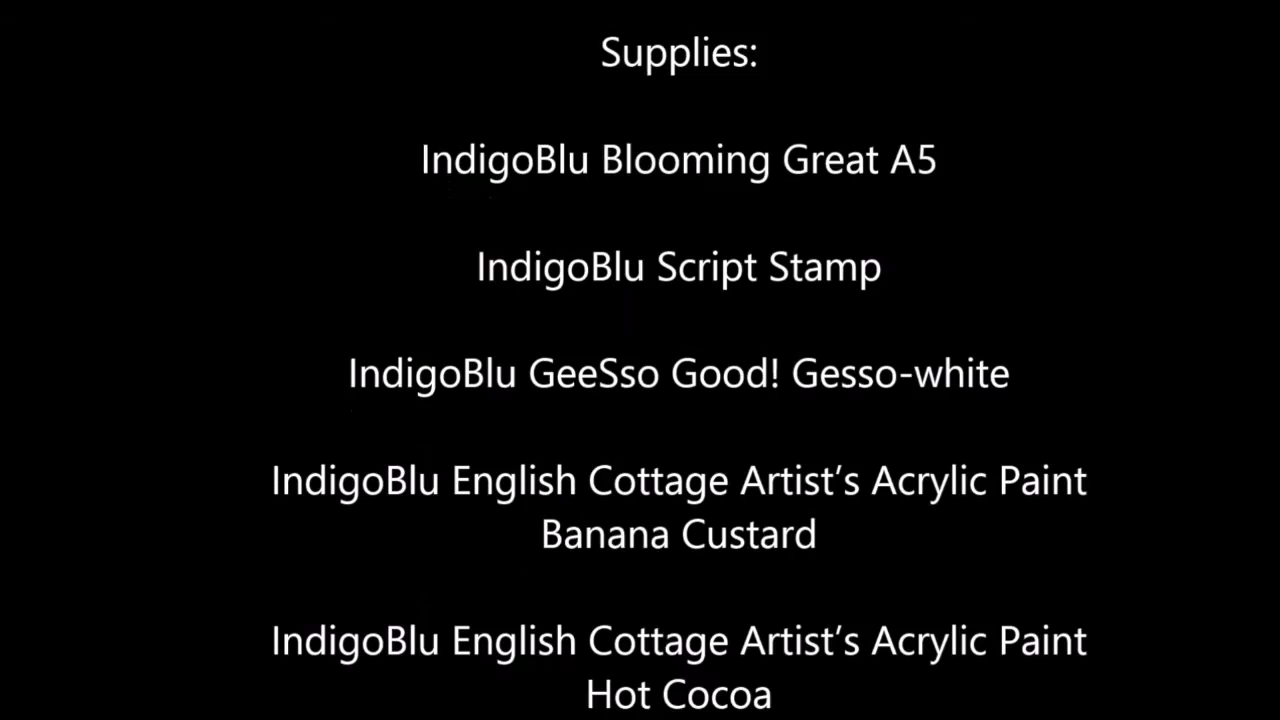 Supplies:
IndigoBlu Blooming Great A5
IndigoBlu Script Stamp
IndigoBlu GeeSso Good! Gesso-white
IndigoBlu English Cottage Artist’s Acrylic Paint
Banana Custard
IndigoBlu English Cottage Artist’s Acrylic Paint
Hot Cocoa